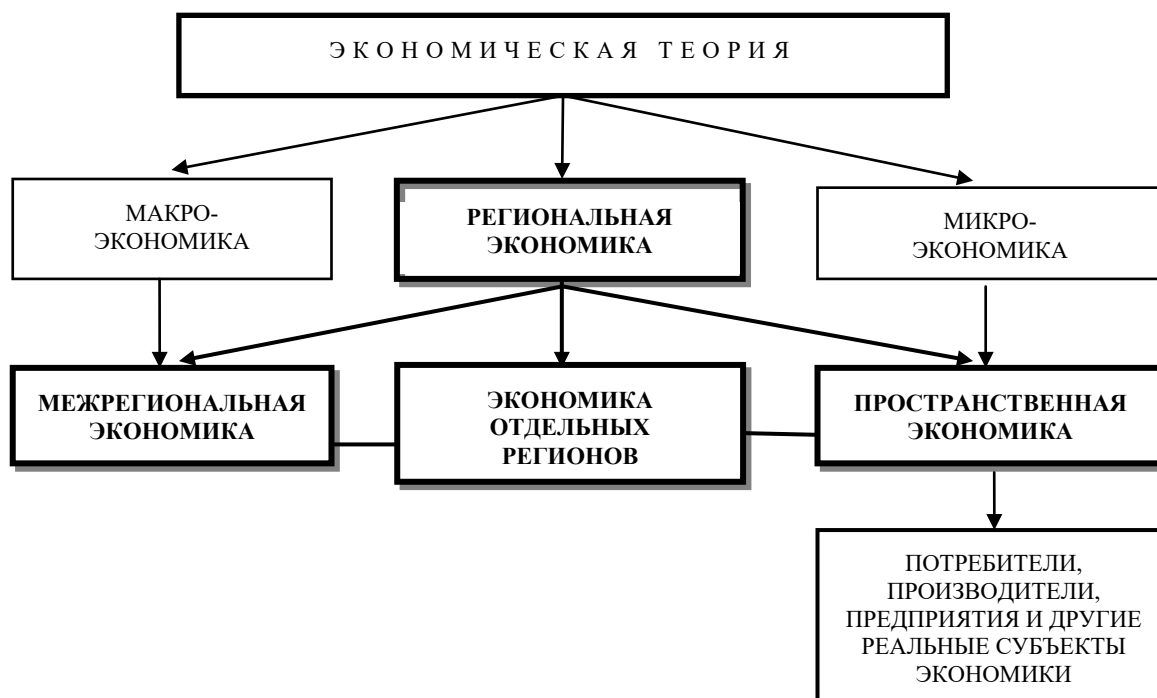 Э К О Н О М И Ч Е С К А Я   Т Е О Р И Я
МАКРО-
ЭКОНОМИКА
РЕГИОНАЛЬНАЯ
ЭКОНОМИКА
МИКРО-
ЭКОНОМИКА
МЕЖРЕГИОНАЛЬНАЯ
ЭКОНОМИКА
ЭКОНОМИКА
ОТДЕЛЬНЫХ
РЕГИОНОВ
ПРОСТРАНСТВЕННАЯ
ЭКОНОМИКА
ПОТРЕБИТЕЛИ,
ПРОИЗВОДИТЕЛИ,
ПРЕДПРИЯТИЯ И ДРУГИЕ
РЕАЛЬНЫЕ СУБЪЕКТЫ
ЭКОНОМИКИ